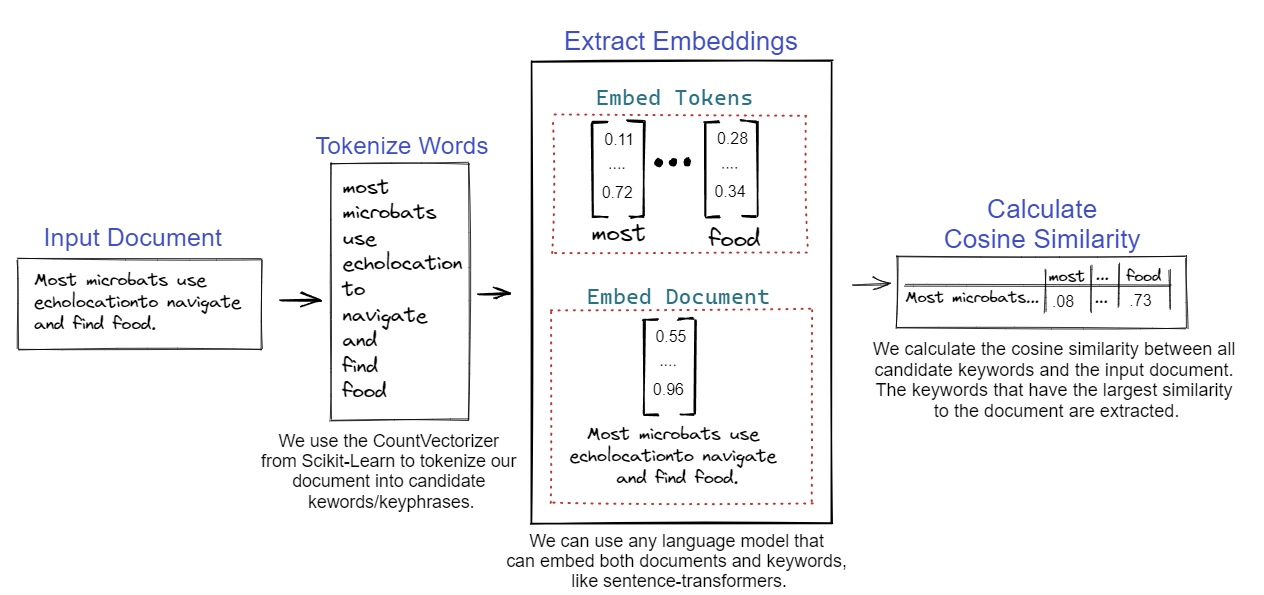 Input Document
Most microbats use
echolocationto navigate
and find food.
Tokenize Words
most
microbats
use
echolocation
to
navigate
and
find
food
We use the CountVectorizer
from Scikit-Learn to tokenize our
document into candidate
kewords/keyphrases.
Extract Embeddings
Embed Tokens
0.11 0.28
.... ....
0.72 ••• 0.34
most food
Embed Document
0.55
....
0.96
Most microbats use
echolocationto navigate
and find food.
We can use any language model that
can embed both documents and keywords,
like sentence-transformers.
Calculate
Cosine Similarity
most ... food
Most microbats... .08 ... .73
We calculate the cosine similarity between all
candidate keywords and the input document.
The keywords that have the largest similarity
to the document are extracted.